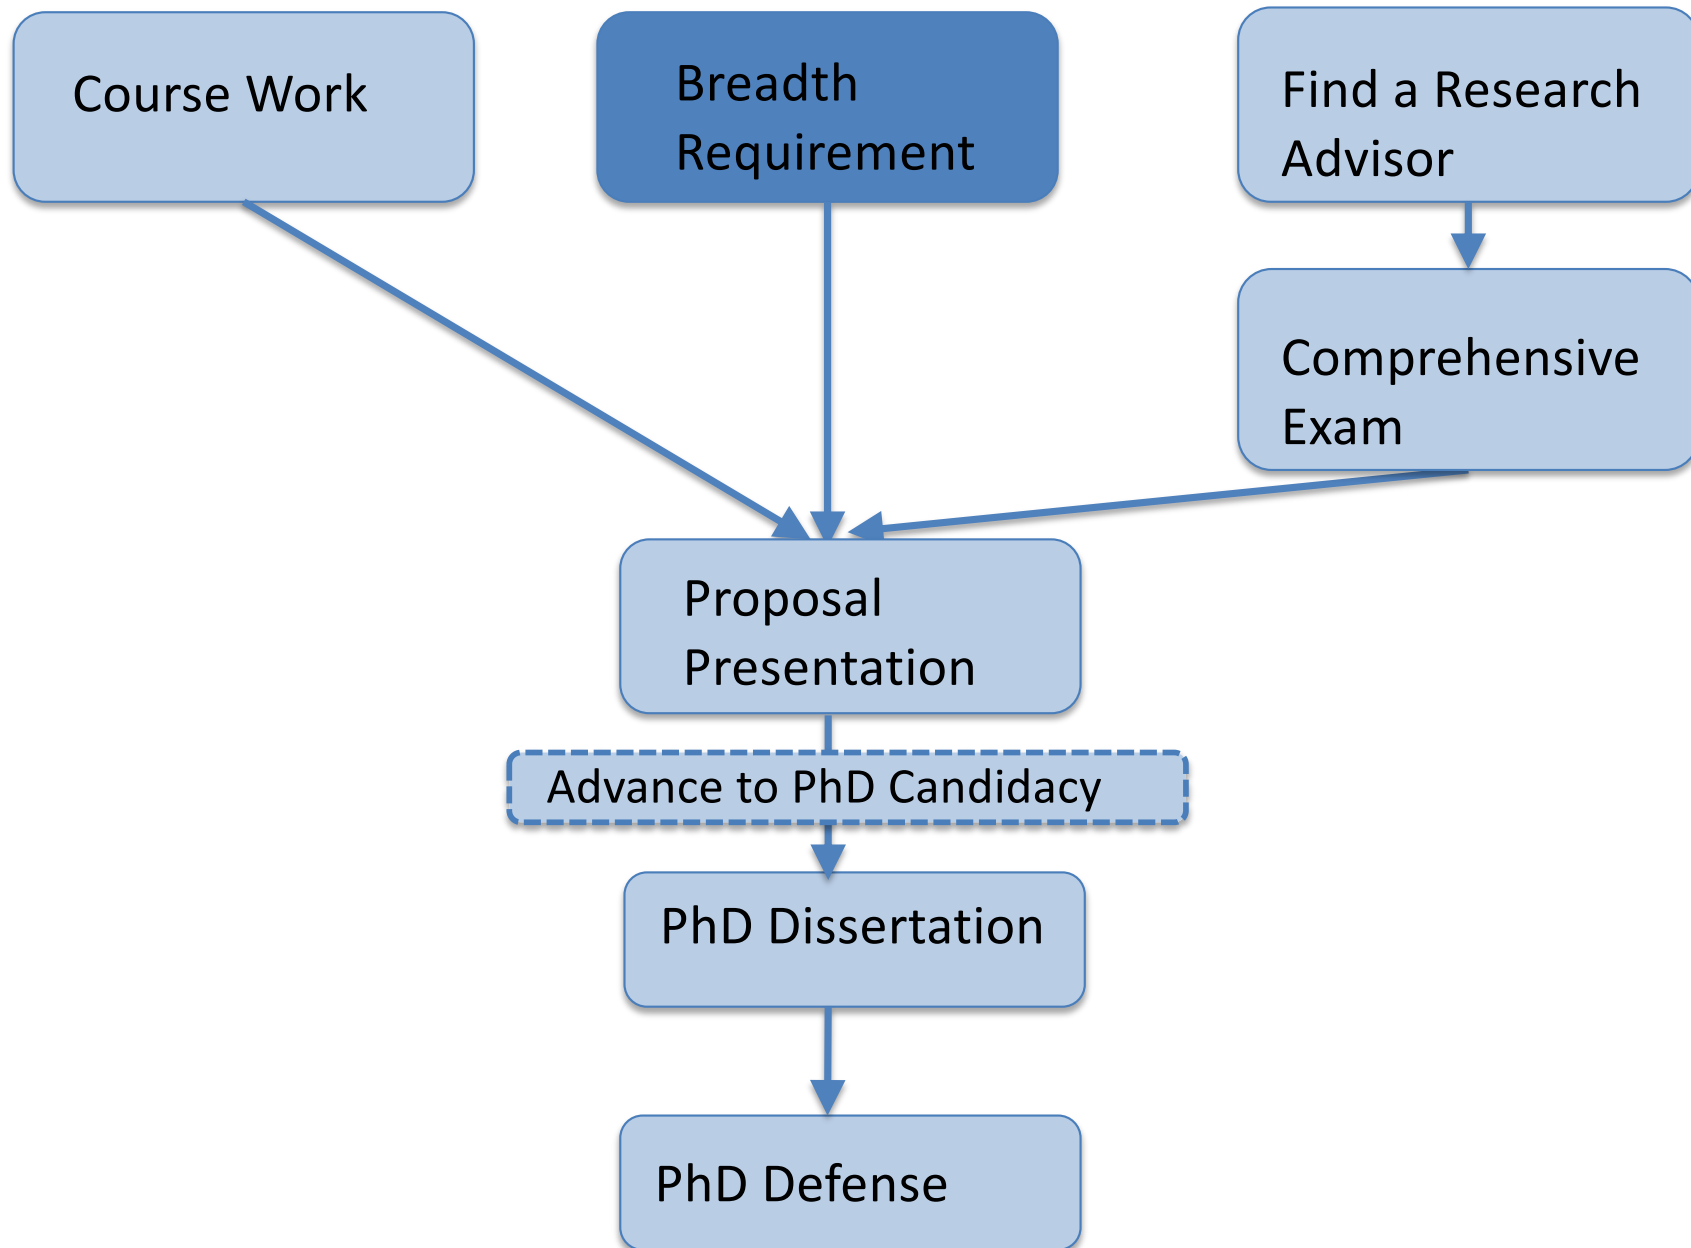 Course Work
Breadth
Requirement
Find a Research
Advisor
Comprehensive
Exam
Proposal
Presentation
Advance to PhD Candidacy
PhD Dissertation
PhD Defense